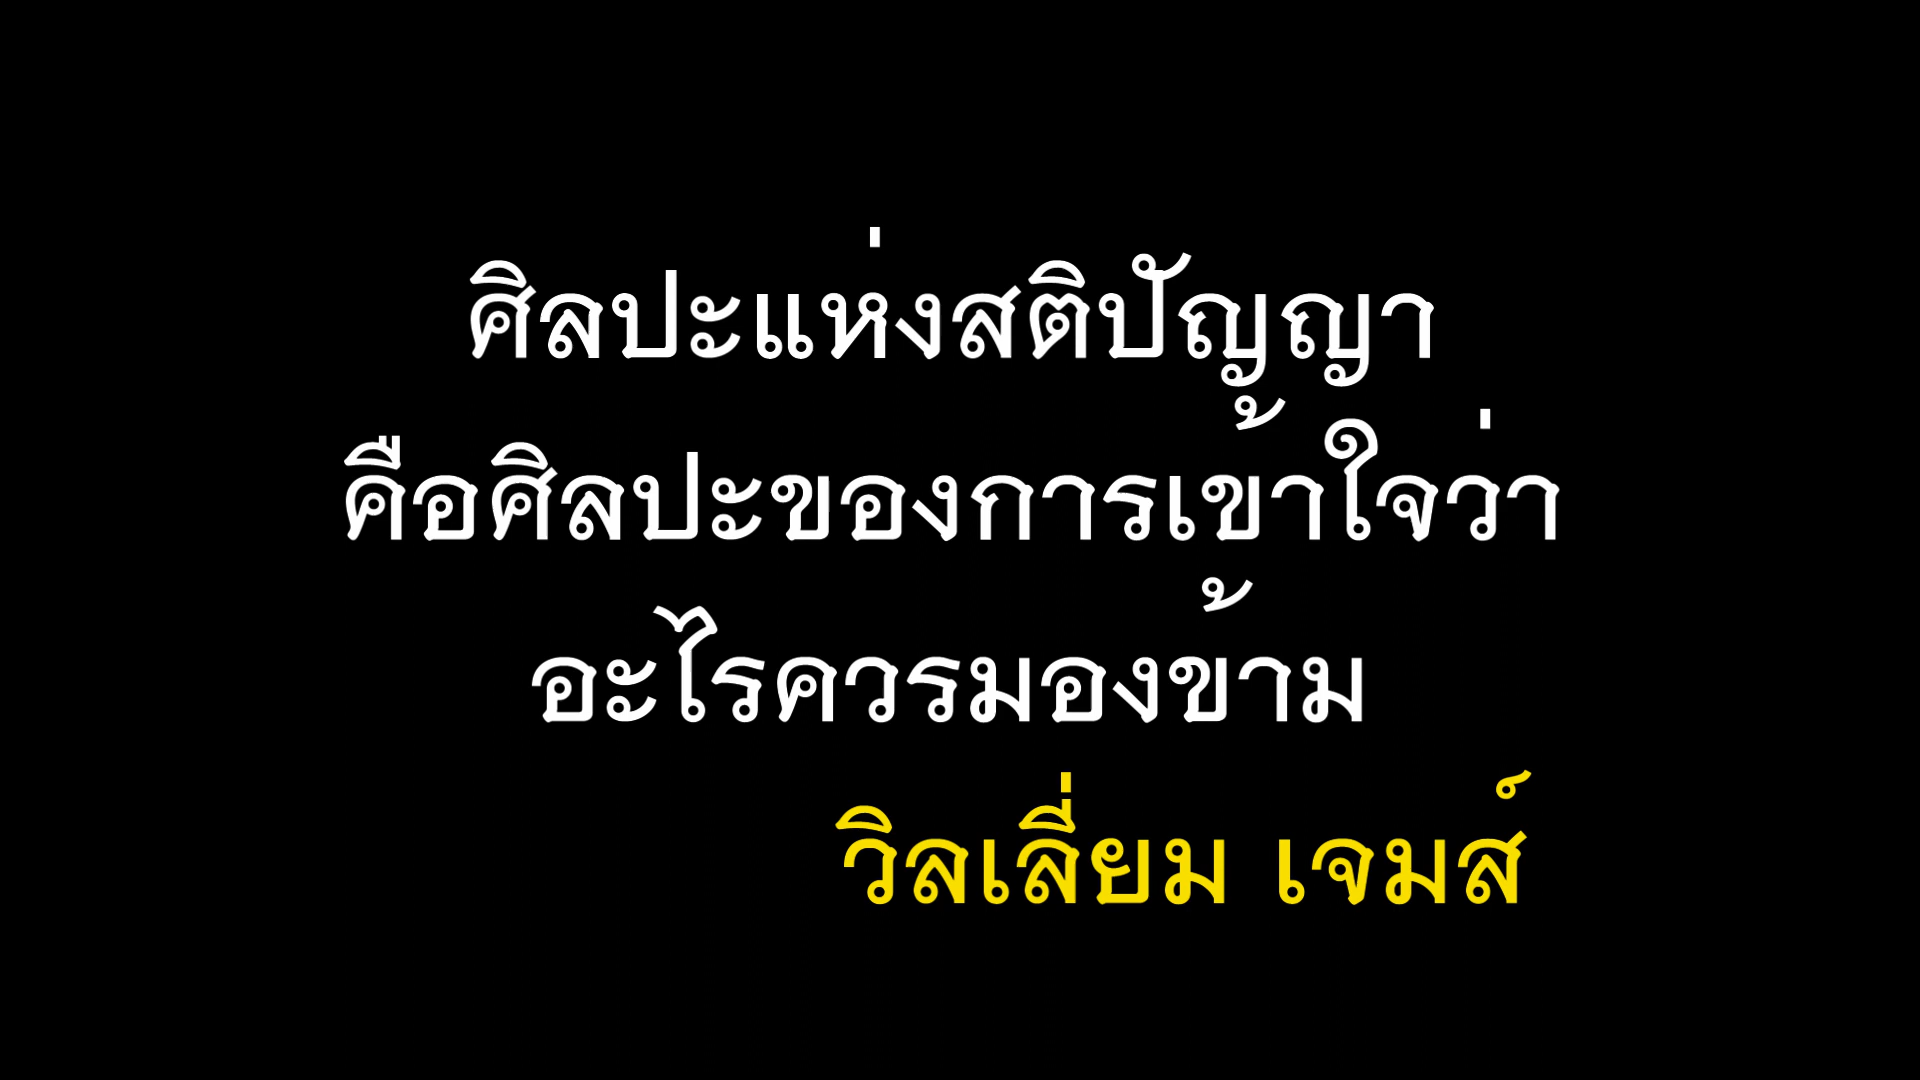 ศิลปะแห่งสติปัญญา
คือศิลปะของการเข้าใจว่า
อะไรควรมองข้าม
วิลเลี่ยม เจมส์